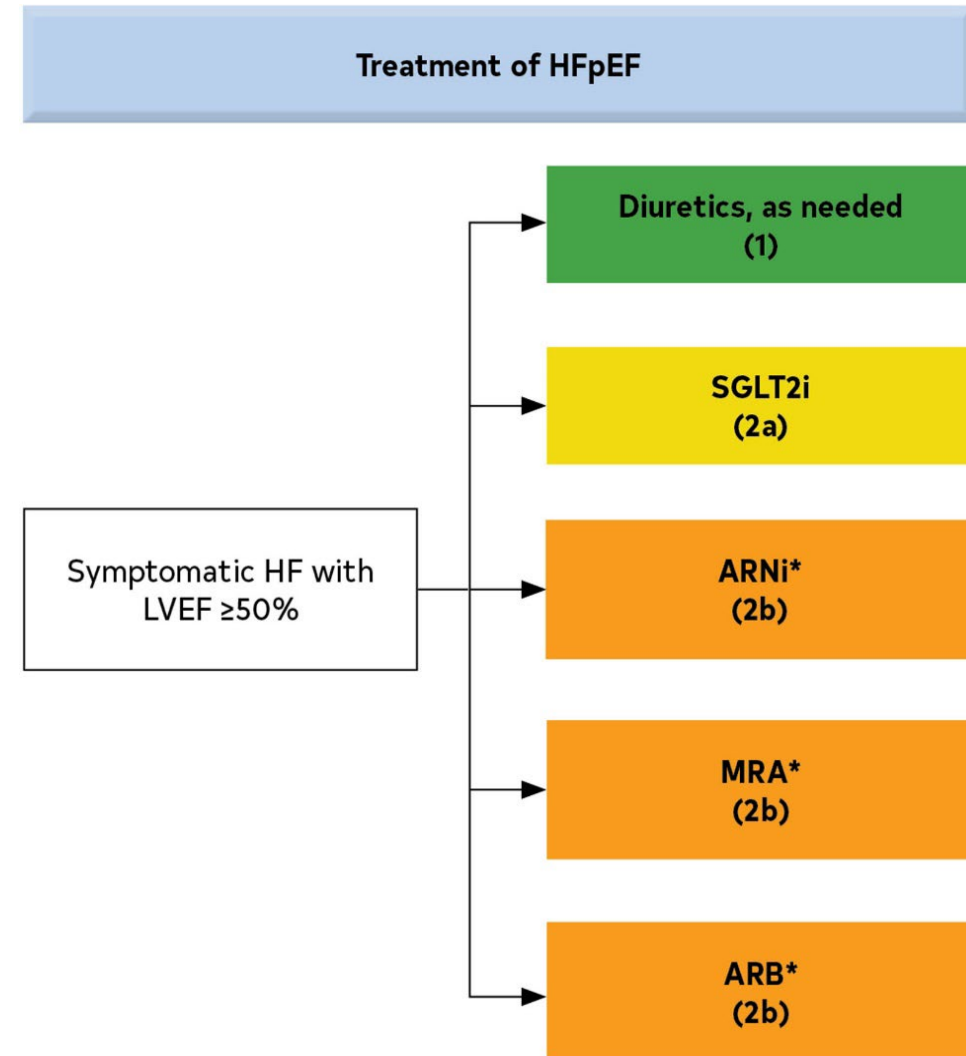 Treatment of HFpEF
Diuretics, as needed
(1)
SGLT2i
(2a)
Symptomatic HF with
LVEF ≥50%
ARNi*
(2b)
MRA*
(2b)
ARB*
(2b)